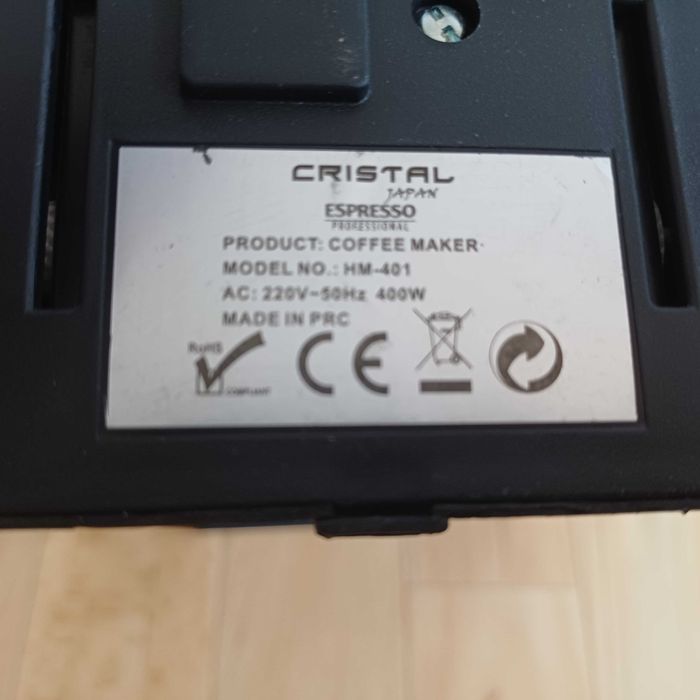 CRISTAL
JAPAN
ESPRESSO
PROFESSIONAL
PRODUCT: COFFEE MAKER
MODEL NO.: HM-401
AC: 220V~50Hz 400W
MADE IN PRC
RoHS
COMPLIANT
CE